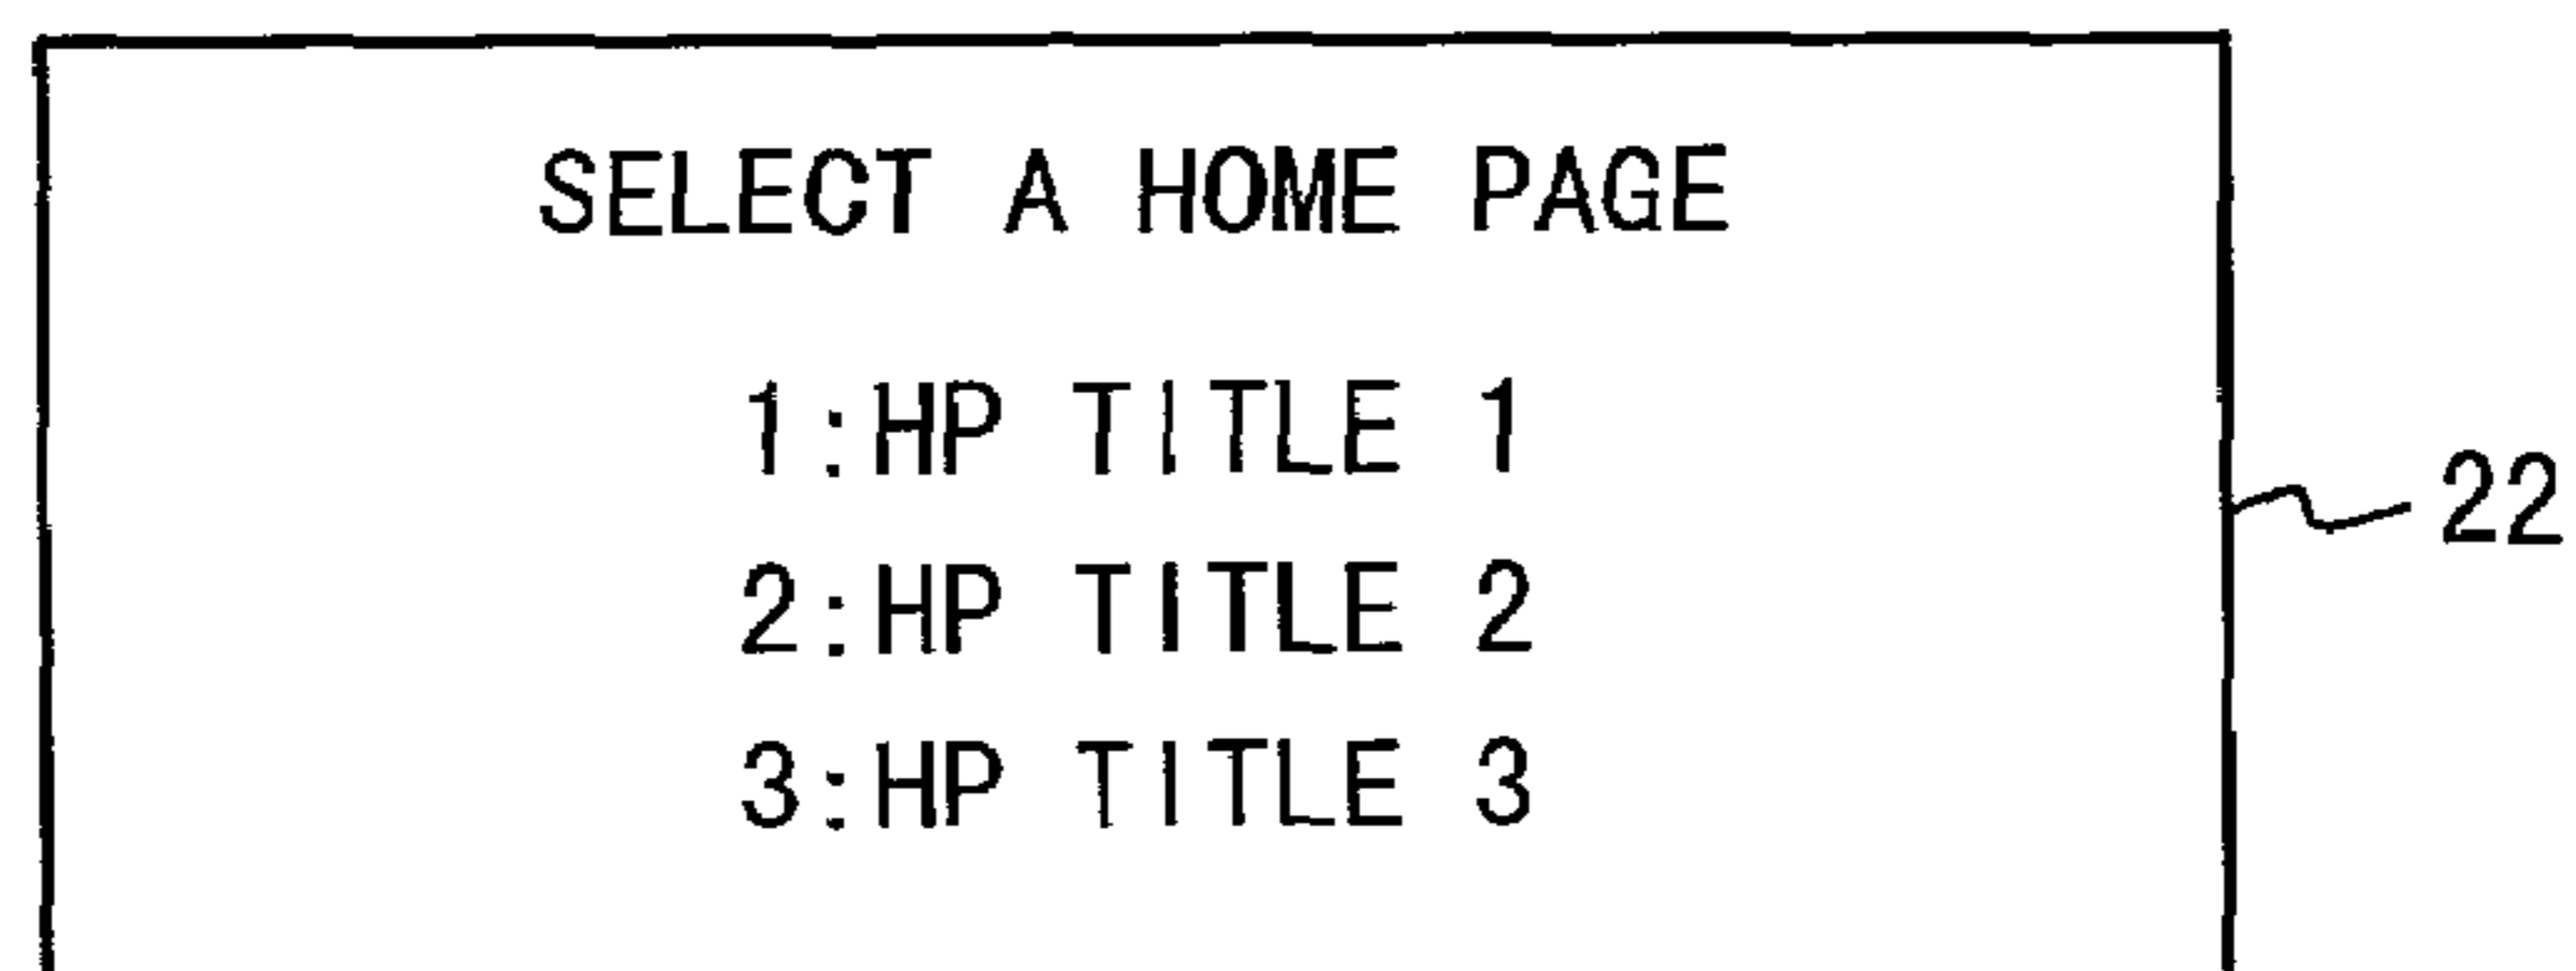 SELECT A HOME PAGE
1:HP TITLE 1
22
2:HP TITLE 2
3:HP TITLE 3